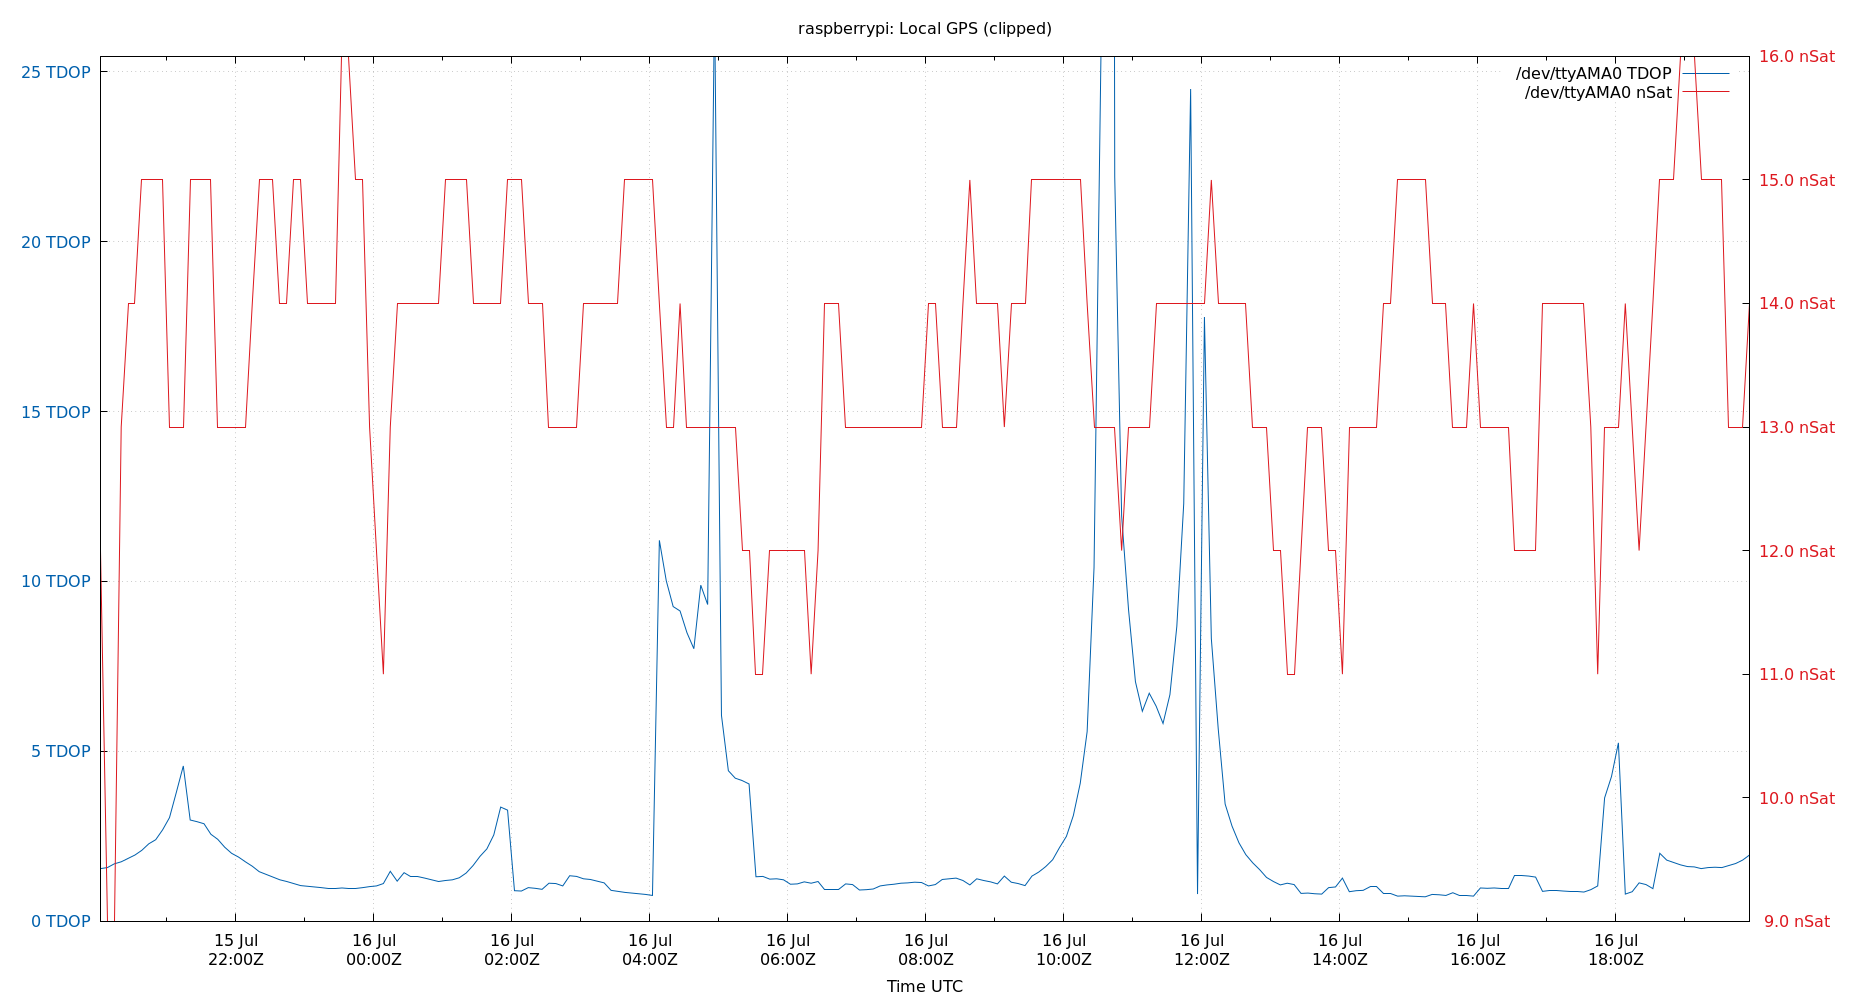 raspberrypi: Local GPS (clipped)
/dev/ttyAMA0 TDOP
/dev/ttyAMA0 nSat
25 TDOP
20 TDOP
15 TDOP
10 TDOP
5 TDOP
0 TDOP
16.0 nSat
15.0 nSat
14.0 nSat
13.0 nSat
12.0 nSat
11.0 nSat
10.0 nSat
9.0 nSat
15 Jul 16 Jul 16 Jul 16 Jul 16 Jul 16 Jul 16 Jul 16 Jul 16 Jul 16 Jul 16 Jul
22:00Z 00:00Z 02:00Z 04:00Z 06:00Z 08:00Z 10:00Z 12:00Z 14:00Z 16:00Z 18:00Z
Time UTC